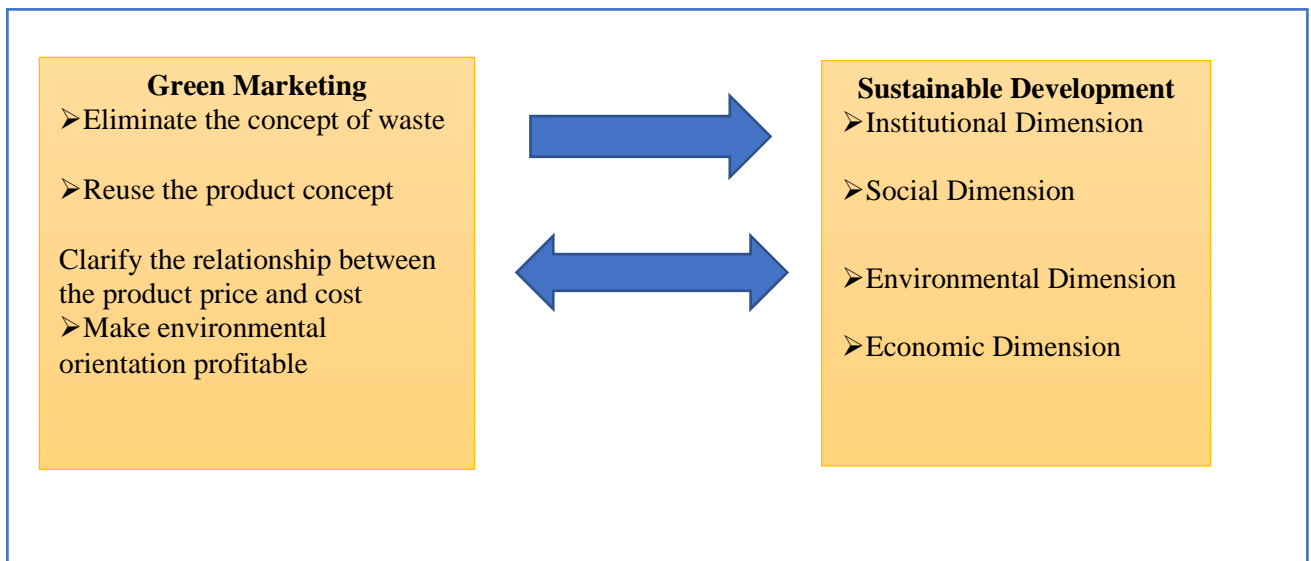 Green Marketing
➢Eliminate the concept of waste
➢Reuse the product concept
Clarify the relationship between
the product price and cost
➢Make environmental
orientation profitable
Sustainable Development
➢Institutional Dimension
➢Social Dimension
➢Environmental Dimension
➢Economic Dimension